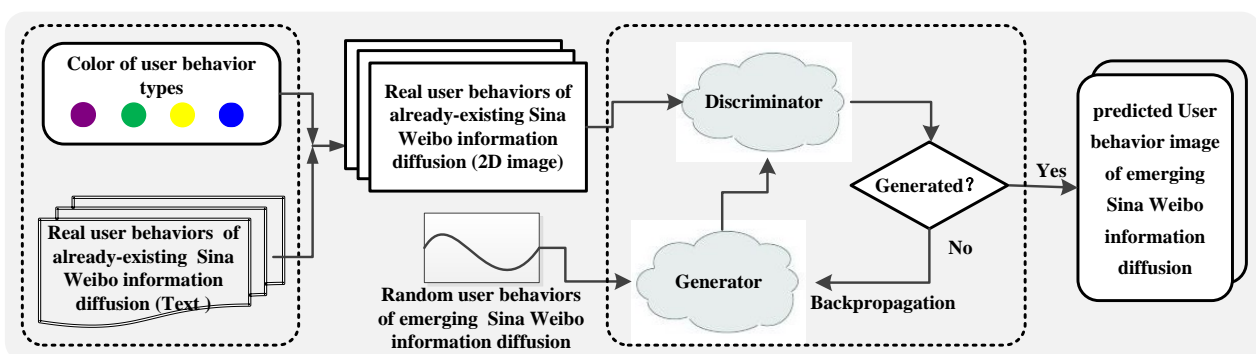 Color of user behavior
types
Real user behaviors of
already-existing Sina
Weibo information
diffusion (Text )
Real user behaviors of
already-existing Sina
Weibo information
diffusion (2D image)
Random user behaviors
of emerging Sina Weibo
information diffusion
Discriminator
Generator
Generated？
Yes
No
Backpropagation
predicted User
behavior image
of emerging
Sina Weibo
information
diffusion